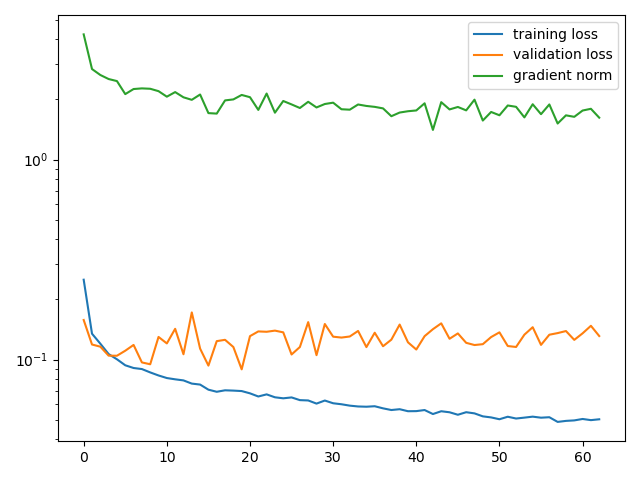 training loss
validation loss
gradient norm
10⁰
10⁻¹
0 10 20 30 40 50 60